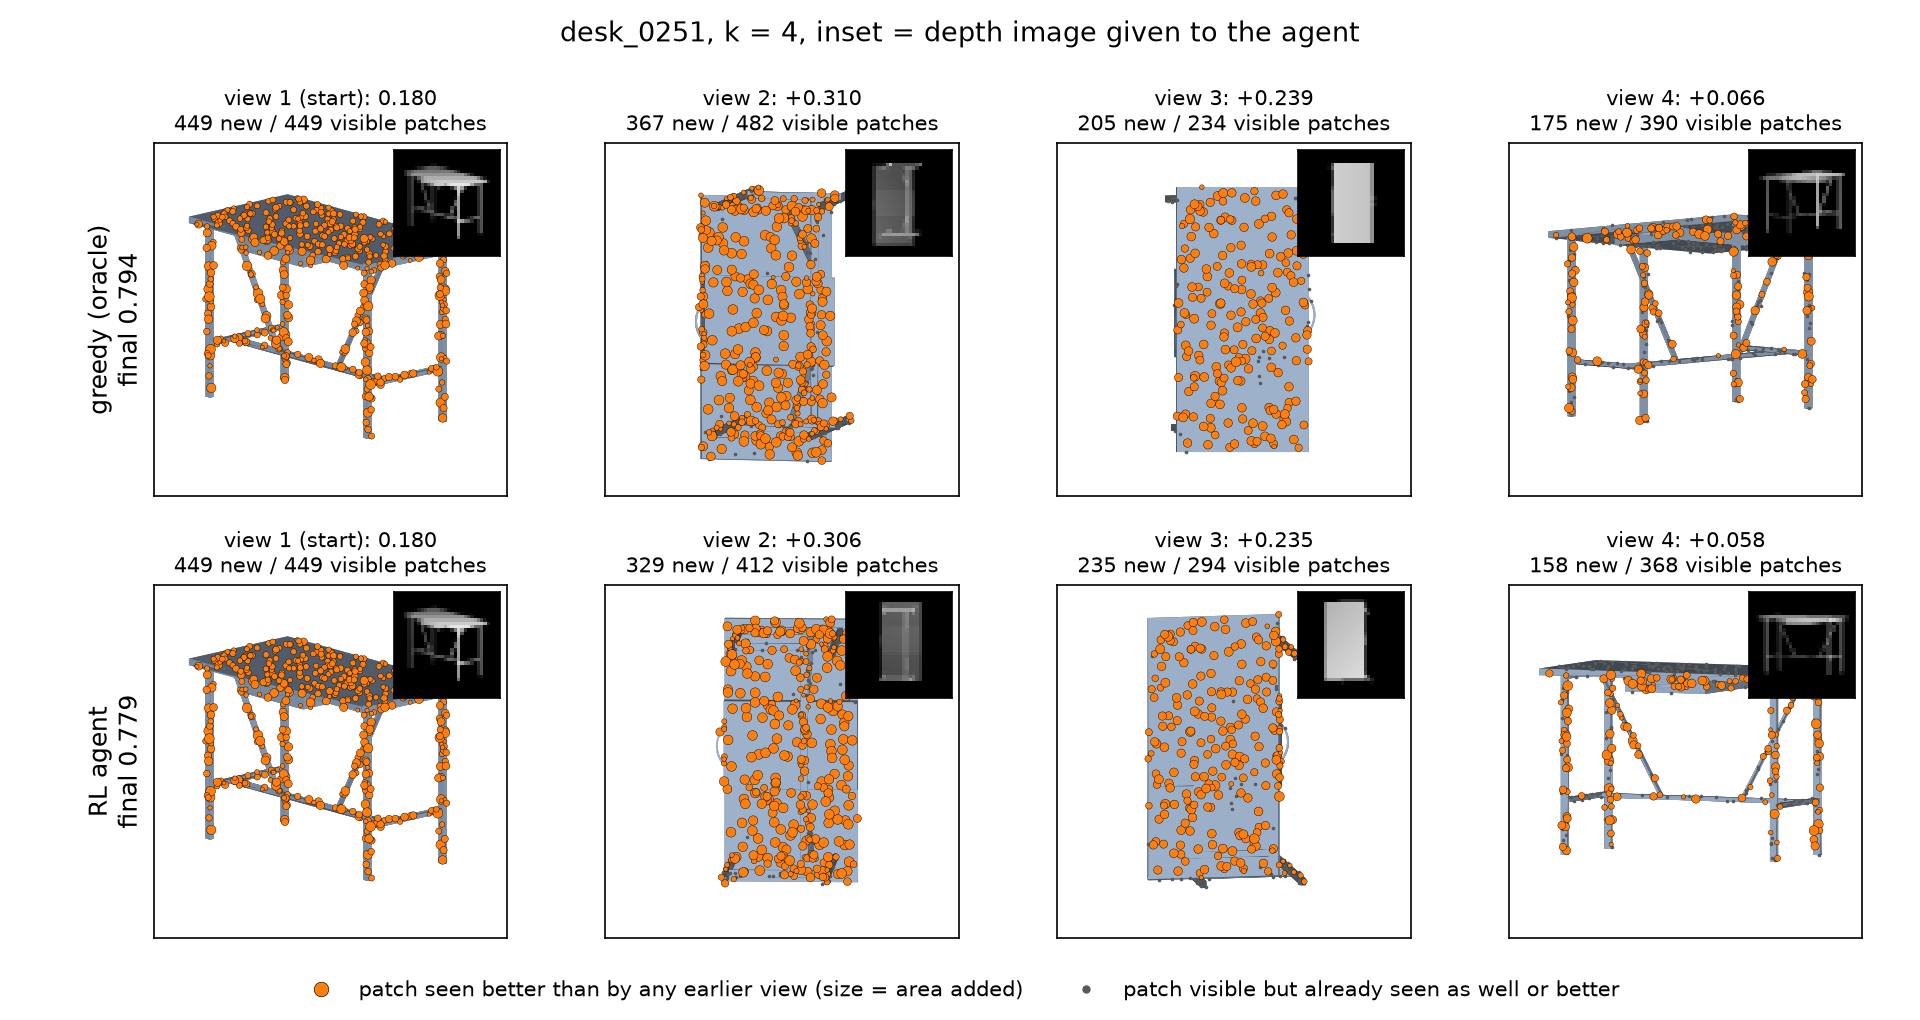 desk_0251, k = 4, inset = depth image given to the agent
view 1 (start): 0.180
449 new / 449 visible patches
view 2: +0.310
367 new / 482 visible patches
view 3: +0.239
205 new / 234 visible patches
view 4: +0.066
175 new / 390 visible patches
greedy (oracle)
final 0.794
view 1 (start): 0.180
449 new / 449 visible patches
view 2: +0.306
329 new / 412 visible patches
view 3: +0.235
235 new / 294 visible patches
view 4: +0.058
158 new / 368 visible patches
RL agent
final 0.779
patch seen better than by any earlier view (size = area added)
patch visible but already seen as well or better